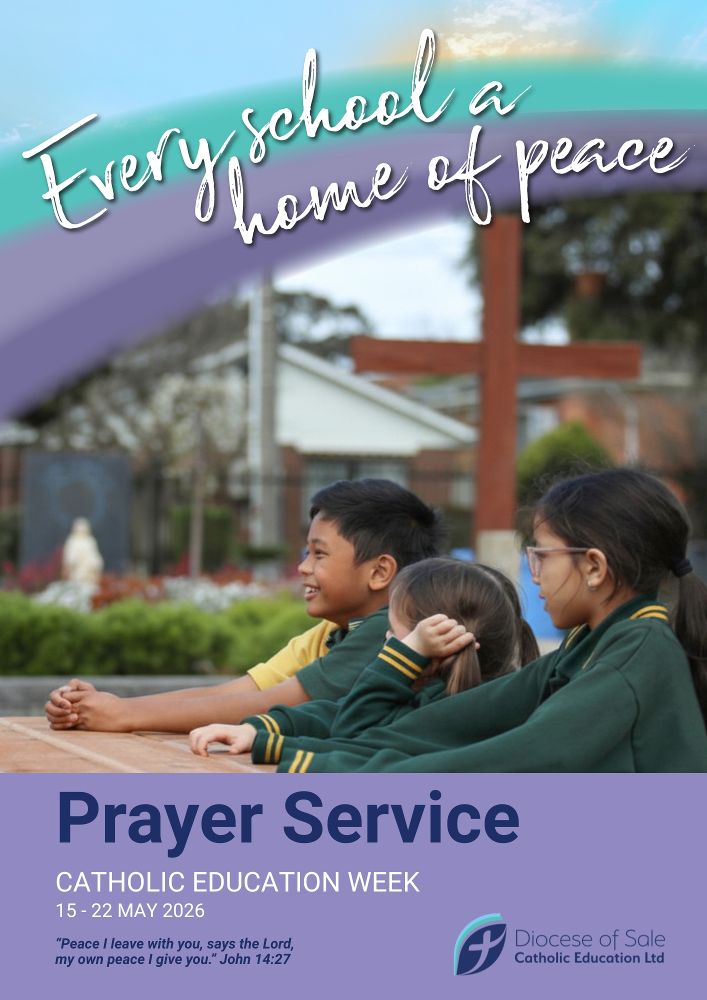 Every school a
home of peace
Prayer Service
CATHOLIC EDUCATION WEEK
15 - 22 MAY 2026
“Peace I leave with you, says the Lord,
my own peace I give you.” John 14:27
Diocese of Sale
Catholic Education Ltd